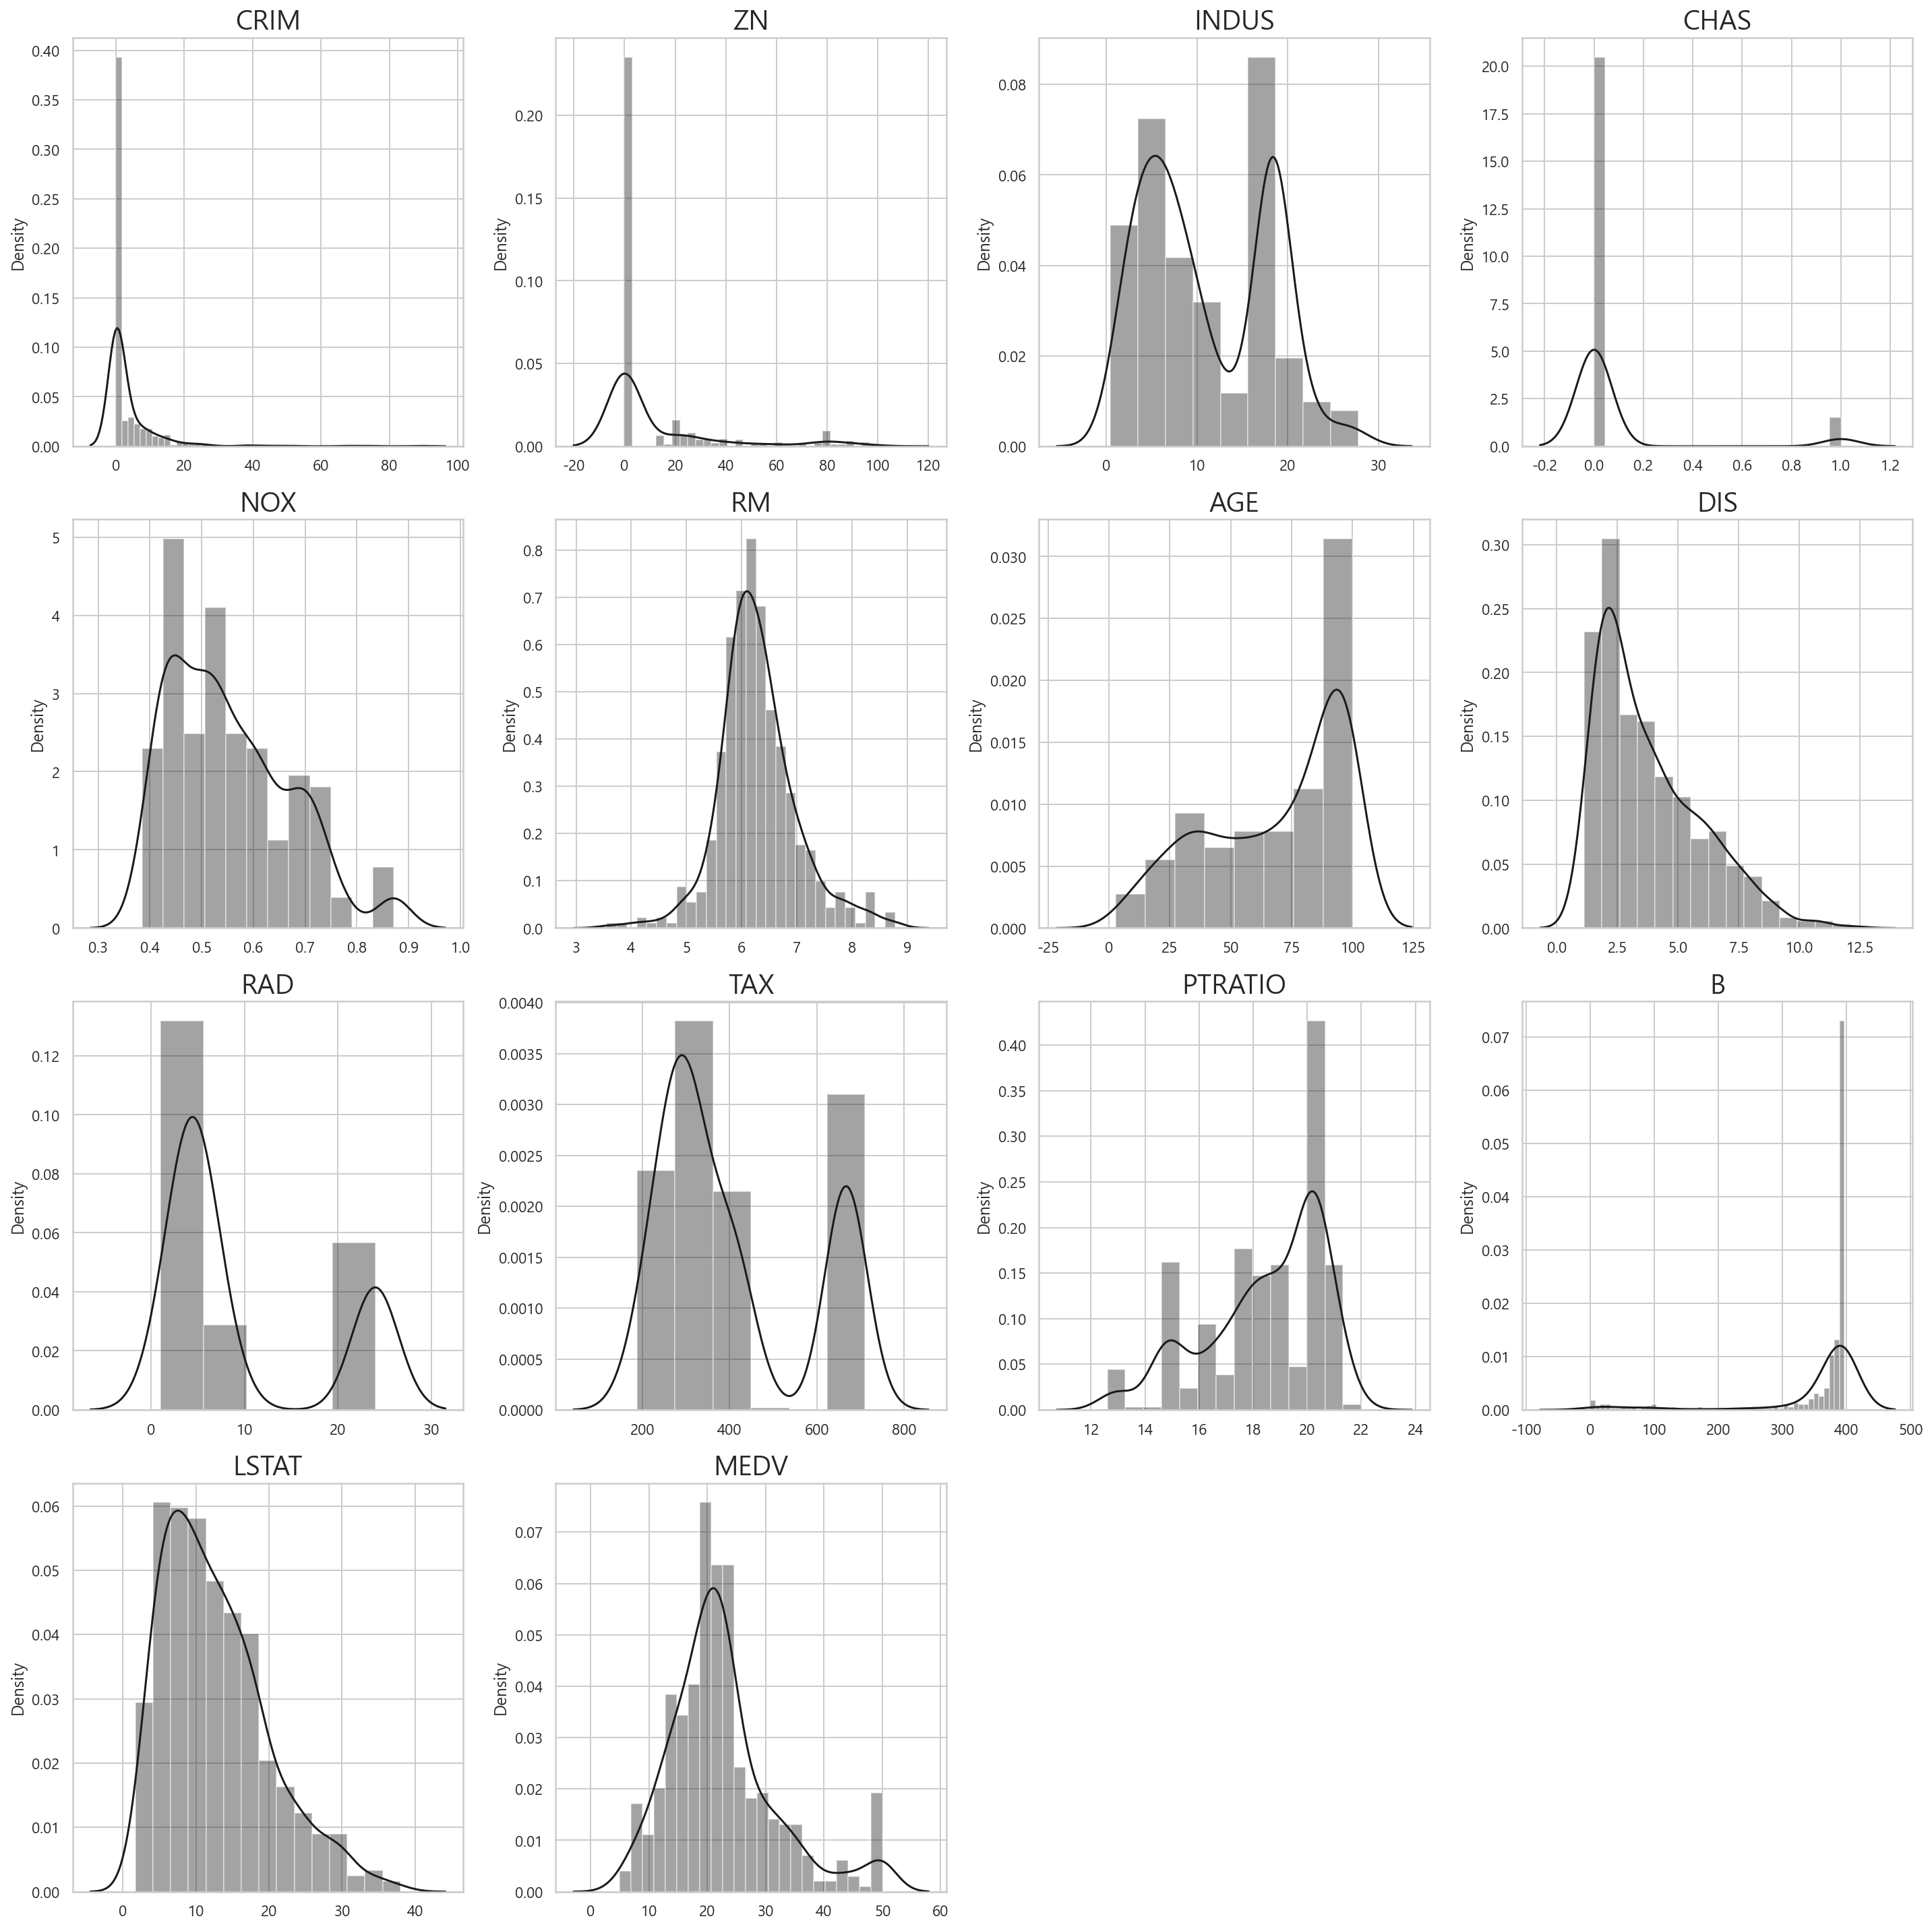 CRIM
ZN
INDUS
CHAS
Density
0.40
0.35
0.30
0.25
0.20
0.15
0.10
0.05
0.00
0 20 40 60 80 100
Density
0.20
0.15
0.10
0.05
0.00
-20 0 20 40 60 80 100 120
Density
0.08
0.06
0.04
0.02
0.00
0 10 20 30
Density
20.0
17.5
15.0
12.5
10.0
7.5
5.0
2.5
0.0
-0.2 0.0 0.2 0.4 0.6 0.8 1.0 1.2
NOX
RM
AGE
DIS
Density
5
4
3
2
1
0
0.3 0.4 0.5 0.6 0.7 0.8 0.9 1.0
Density
0.8
0.7
0.6
0.5
0.4
0.3
0.2
0.1
0.0
3 4 5 6 7 8 9
Density
0.030
0.025
0.020
0.015
0.010
0.005
0.000
-25 0 25 50 75 100 125
Density
0.30
0.25
0.20
0.15
0.10
0.05
0.00
0.0 2.5 5.0 7.5 10.0 12.5
RAD
TAX
PTRATIO
B
Density
0.12
0.10
0.08
0.06
0.04
0.02
0.00
0 10 20 30
Density
0.0040
0.0035
0.0030
0.0025
0.0020
0.0015
0.0010
0.0005
0.0000
200 400 600 800
Density
0.40
0.35
0.30
0.25
0.20
0.15
0.10
0.05
0.00
12 14 16 18 20 22 24
Density
0.07
0.06
0.05
0.04
0.03
0.02
0.01
0.00
-100 0 100 200 300 400 500
LSTAT
MEDV
Density
0.06
0.05
0.04
0.03
0.02
0.01
0.00
0 10 20 30 40
Density
0.07
0.06
0.05
0.04
0.03
0.02
0.01
0.00
0 10 20 30 40 50 60